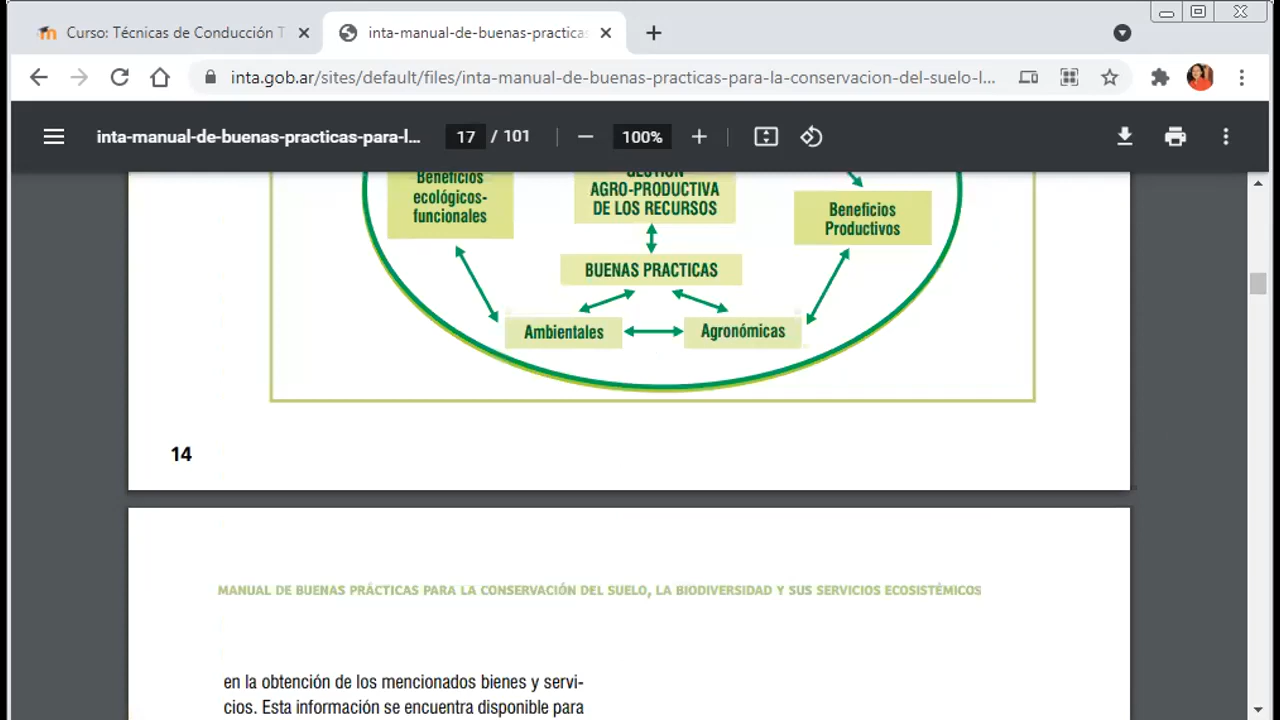 Curso: Técnicas de Conducción T
inta-manual-de-buenas-practicas
inta.gob.ar/sites/default/files/inta-manual-de-buenas-practicas-para-la-conservacion-del-suelo-l...
inta-manual-de-buenas-practicas-para-l...
17 / 101
100%
Beneficios
ecológicos-
funcionales
GESTIÓN
AGRO-PRODUCTIVA
DE LOS RECURSOS
Beneficios
Productivos
BUENAS PRACTICAS
Ambientales
Agronómicas
14
MANUAL DE BUENAS PRÁCTICAS PARA LA CONSERVACIÓN DEL SUELO, LA BIODIVERSIDAD Y SUS SERVICIOS ECOSISTÉMICOS
en la obtención de los mencionados bienes y servi-
cios. Esta información se encuentra disponible para